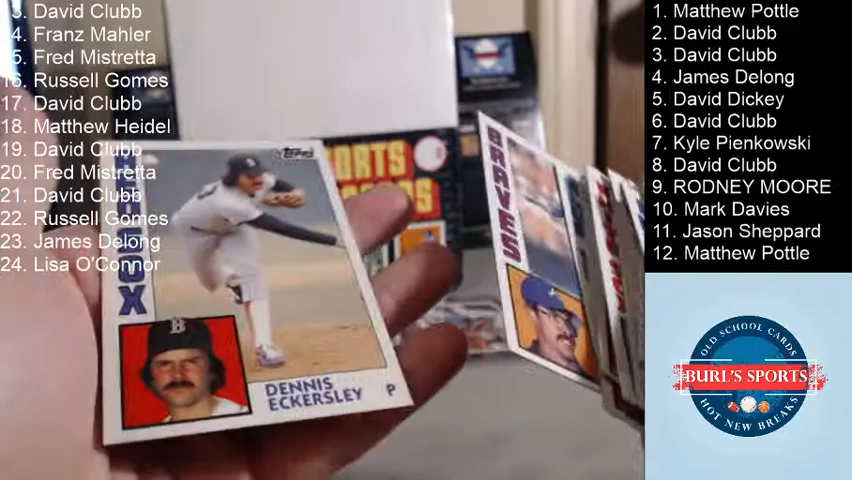 3. David Clubb
4. Franz Mahler
5. Fred Mistretta
16. Russell Gomes
17. David Clubb
18. Matthew Heidel
19. David Clubb
20. Fred Mistretta
21. David Clubb
22. Russell Gomes
23. James Delong
24. Lisa O'Connor
1. Matthew Pottle
2. David Clubb
3. David Clubb
4. James Delong
5. David Dickey
6. David Clubb
7. Kyle Pienkowski
8. David Clubb
9. RODNEY MOORE
10. Mark Davies
11. Jason Sheppard
12. Matthew Pottle
Topps
SOX
B
DENNIS
ECKERSLEY
P
BRAVES
ORTS
OLD SCHOOL CARDS
BURL'S SPORTS
HOT NEW BREAKS